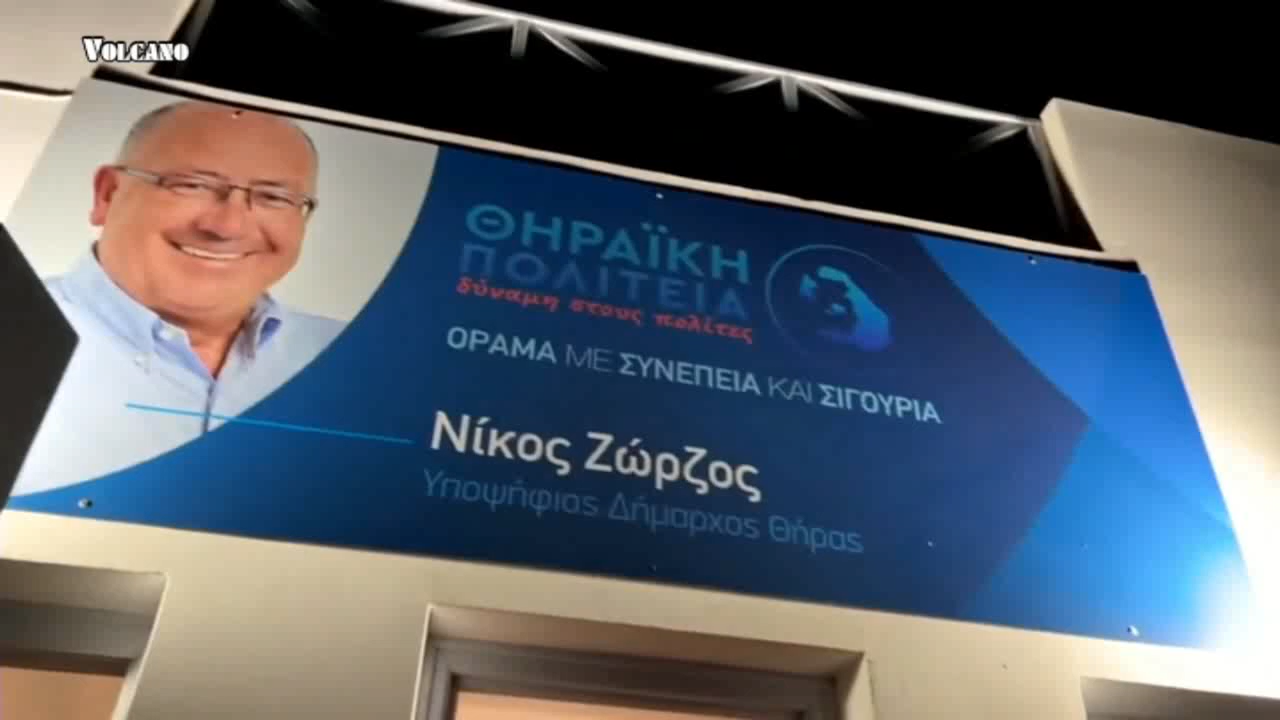 VOLCANO
ΘΗΡΑΪΚΗ
ΠΟΛΙΤΕΙΑ
δύναμη στους πολίτες
ΟΡΑΜΑ ΜΕ ΣΥΝΕΠΕΙΑ ΚΑΙ ΣΙΓΟΥΡΙΑ
Νίκος Ζώρζος
Υποψήφιος Δήμαρχος Θήρας